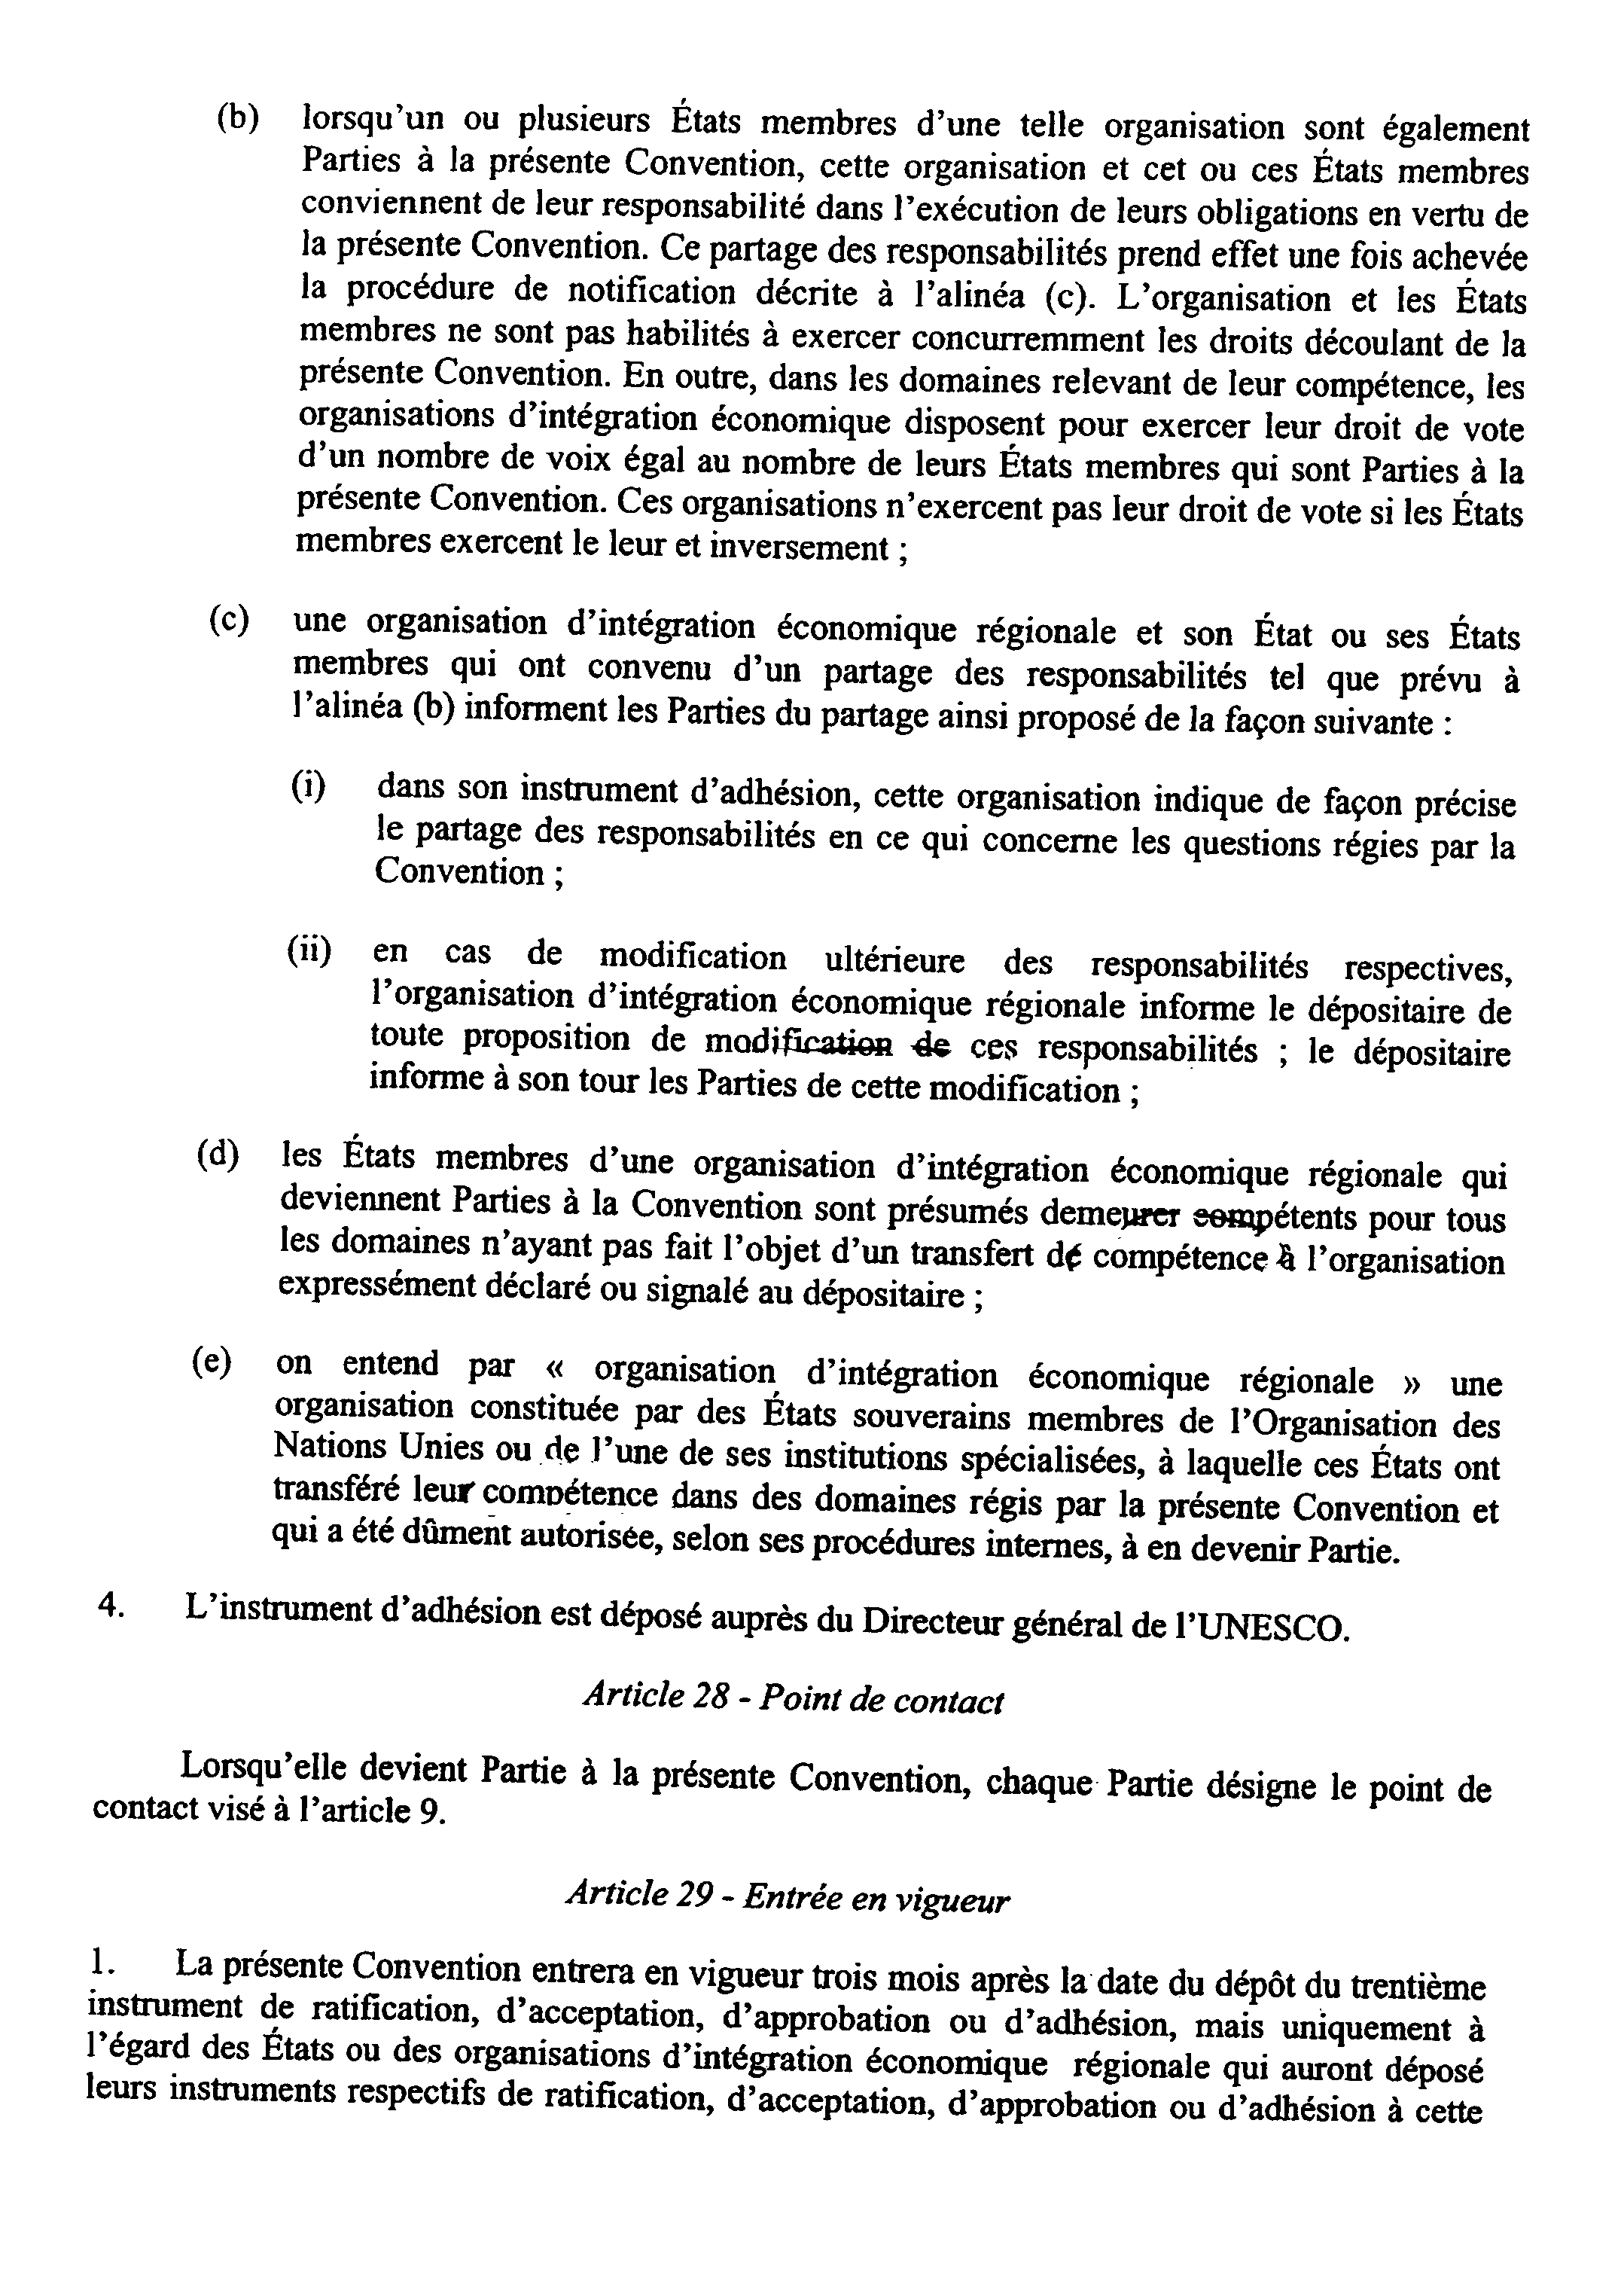 (b) lorsqu'un ou plusieurs États membres d'une telle organisation sont également
Parties à la présente Convention, cette organisation et cet ou ces États membres
conviennent de leur responsabilité dans l'exécution de leurs obligations en vertu de
la présente Convention. Ce partage des responsabilités prend effet une fois achevée
la procédure de notification décrite à l'alinéa (c). L'organisation et les États
membres ne sont pas habilités à exercer concurremment les droits découlant de la
présente Convention. En outre, dans les domaines relevant de leur compétence, les
organisations d'intégration économique disposent pour exercer leur droit de vote
d'un nombre de voix égal au nombre de leurs États membres qui sont Parties à la
présente Convention. Ces organisations n'exercent pas leur droit de vote si les États
membres exercent le leur et inversement ;
(c) une organisation d'intégration économique régionale et son État ou ses États
membres qui ont convenu d'un partage des responsabilités tel que prévu à
l'alinéa (b) informent les Parties du partage ainsi proposé de la façon suivante :
(i) dans son instrument d'adhésion, cette organisation indique de façon précise
le partage des responsabilités en ce qui concerne les questions régies par la
Convention ;
(ii) en cas de modification ultérieure des responsabilités respectives,
l'organisation d'intégration économique régionale informe le dépositaire de
toute proposition de modification de ces responsabilités ; le dépositaire
informe à son tour les Parties de cette modification ;
(d) les États membres d'une organisation d'intégration économique régionale qui
deviennent Parties à la Convention sont présumés demeurer compétents pour tous
les domaines n'ayant pas fait l'objet d'un transfert de compétence à l'organisation
expressément déclaré ou signalé au dépositaire ;
(e) on entend par « organisation d'intégration économique régionale » une
organisation constituée par des États souverains membres de l'Organisation des
Nations Unies ou de l'une de ses institutions spécialisées, à laquelle ces États ont
transféré leur compétence dans des domaines régis par la présente Convention et
qui a été dûment autorisée, selon ses procédures internes, à en devenir Partie.
4. L'instrument d'adhésion est déposé auprès du Directeur général de l'UNESCO.
Article 28 - Point de contact
Lorsqu'elle devient Partie à la présente Convention, chaque Partie désigne le point de
contact visé à l'article 9.
Article 29 - Entrée en vigueur
1. La présente Convention entrera en vigueur trois mois après la date du dépôt du trentième
instrument de ratification, d'acceptation, d'approbation ou d'adhésion, mais uniquement à
l'égard des États ou des organisations d'intégration économique régionale qui auront déposé
leurs instruments respectifs de ratification, d'acceptation, d'approbation ou d'adhésion à cette